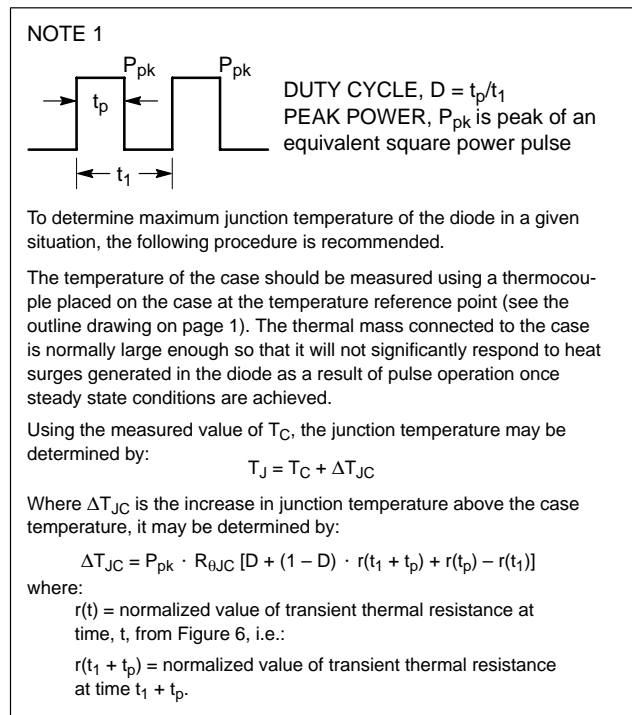 NOTE 1
Ppk Ppk
tp
t1
DUTY CYCLE, D = tp/t1
PEAK POWER, Ppk is peak of an
equivalent square power pulse
To determine maximum junction temperature of the diode in a given
situation, the following procedure is recommended.
The temperature of the case should be measured using a thermocou-
ple placed on the case at the temperature reference point (see the
outline drawing on page 1). The thermal mass connected to the case
is normally large enough so that it will not significantly respond to heat
surges generated in the diode as a result of pulse operation once
steady state conditions are achieved.
Using the measured value of TC, the junction temperature may be
determined by:
TJ = TC + ΔTJC
Where ΔTJC is the increase in junction temperature above the case
temperature, it may be determined by:
ΔTJC = Ppk · RθJC [D + (1 – D) · r(t1 + tp) + r(tp) – r(t1)]
where:
r(t) = normalized value of transient thermal resistance at
time, t, from Figure 6, i.e.:
r(t1 + tp) = normalized value of transient thermal resistance
at time t1 + tp.